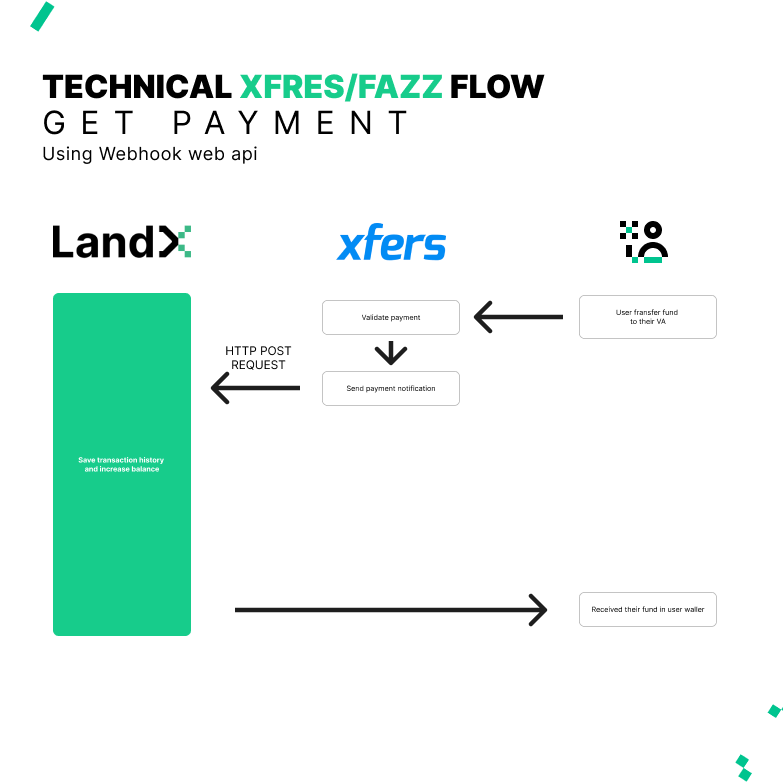 TECHNICAL XFRES/FAZZ FLOW
GET PAYMENT
Using Webhook web api
LandX
xfers
Validate payment
User fransfer fund
to their VA
HTTP POST
REQUEST
Send payment notification
Save transaction history
and increase balance
Received their fund in user waller